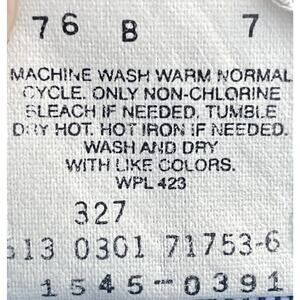 76 B 7
MACHINE WASH WARM NORMAL
CYCLE. ONLY NON-CHLORINE
BLEACH IF NEEDED. TUMBLE
DRY HOT. HOT IRON IF NEEDED.
WASH AND DRY
WITH LIKE COLORS.
WPL 423
327
513 0301 71753-6
1545-0391